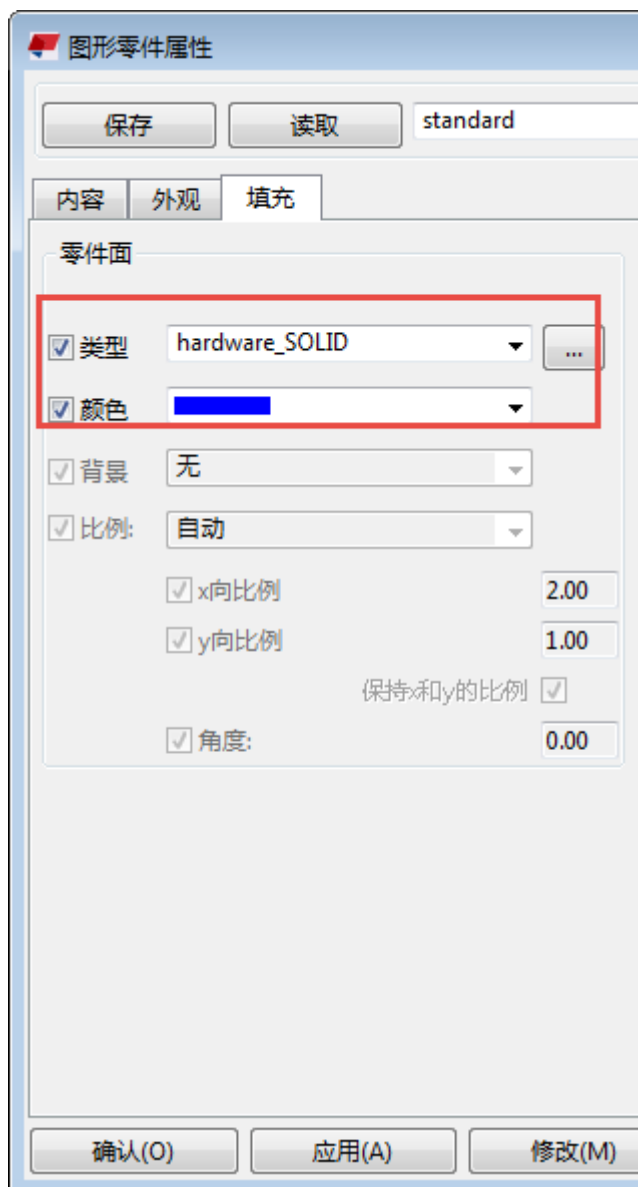 图形零件属性
保存 读取 standard
内容 外观 填充
零件面
类型 hardware_SOLID ...
颜色
背景 无
比例: 自动
x向比例 2.00
y向比例 1.00
保持x和y的比例
角度: 0.00
确认(O) 应用(A) 修改(M)